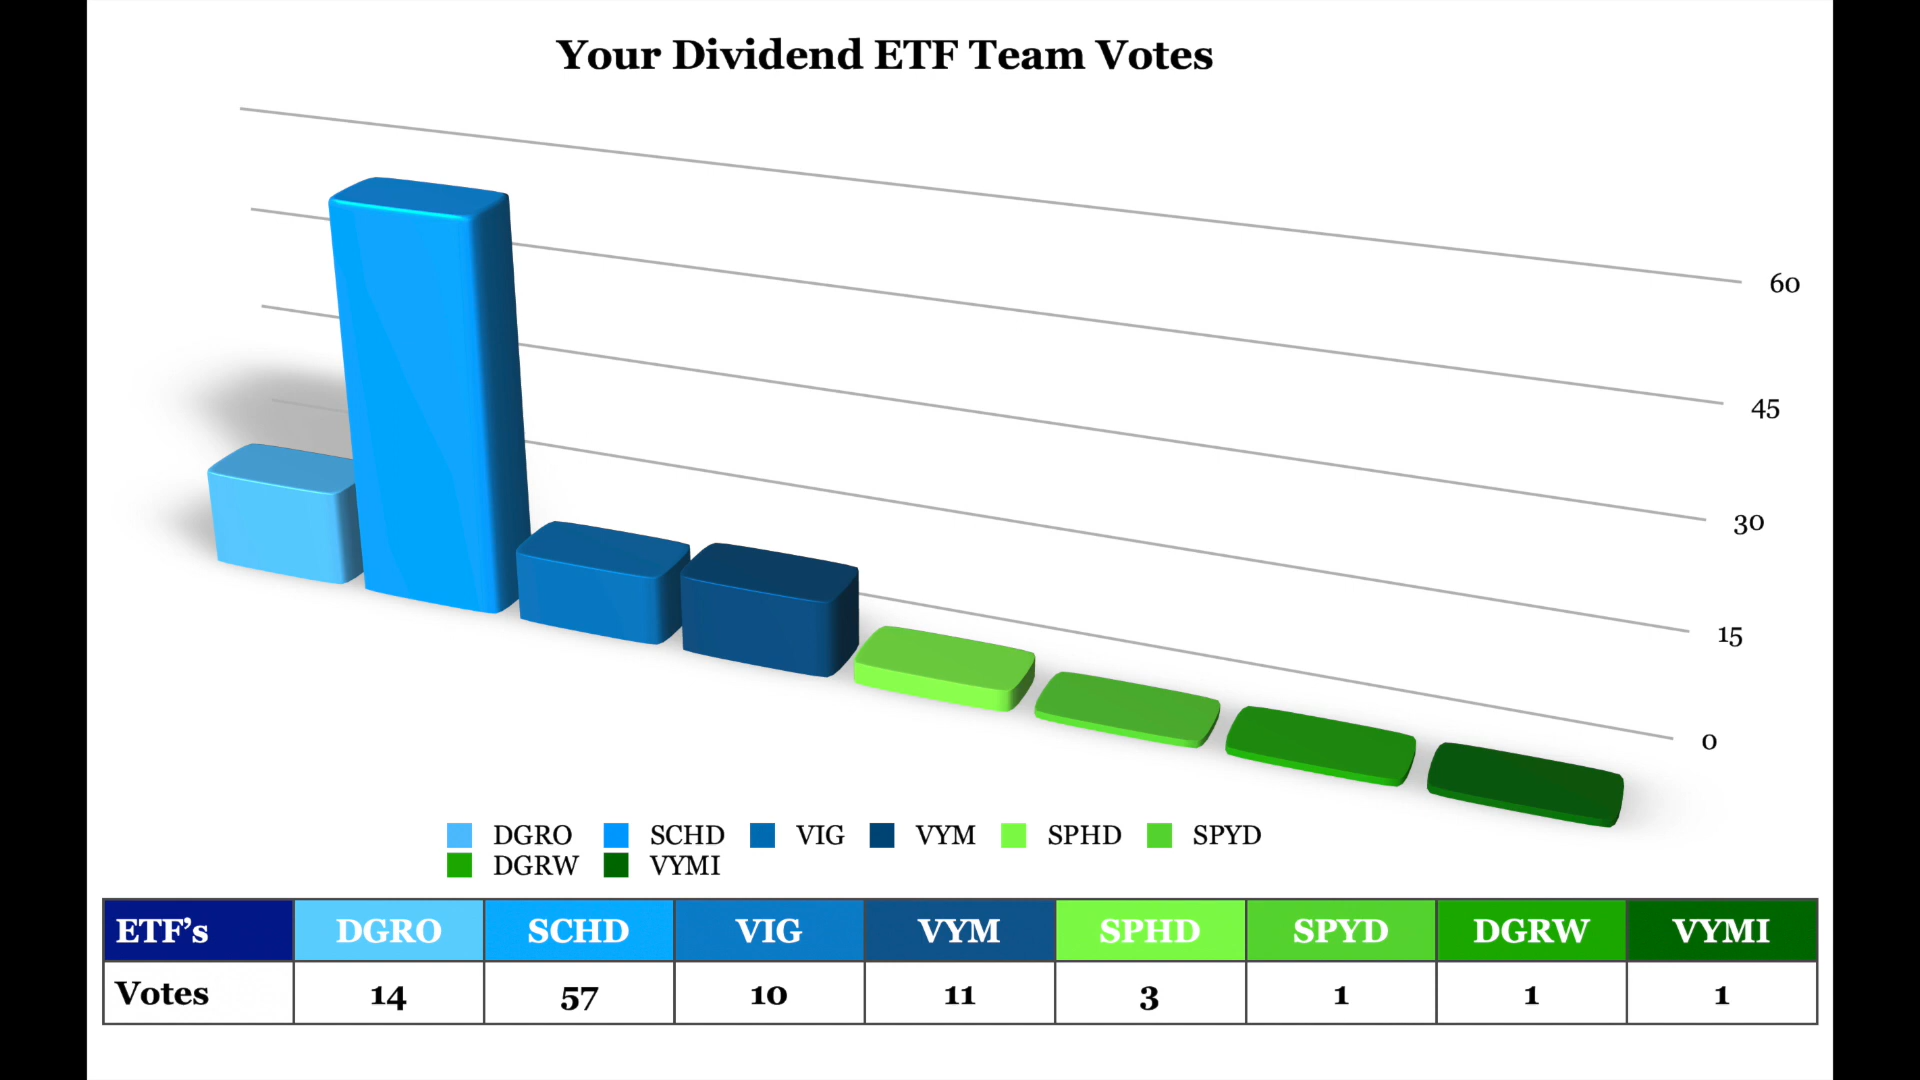 Your Dividend ETF Team Votes
60
45
30
15
0
DGRO SCHD VIG VYM SPHD SPYD
DGRW VYMI
ETF’s DGRO SCHD VIG VYM SPHD SPYD DGRW VYMI
Votes 14 57 10 11 3 1 1 1